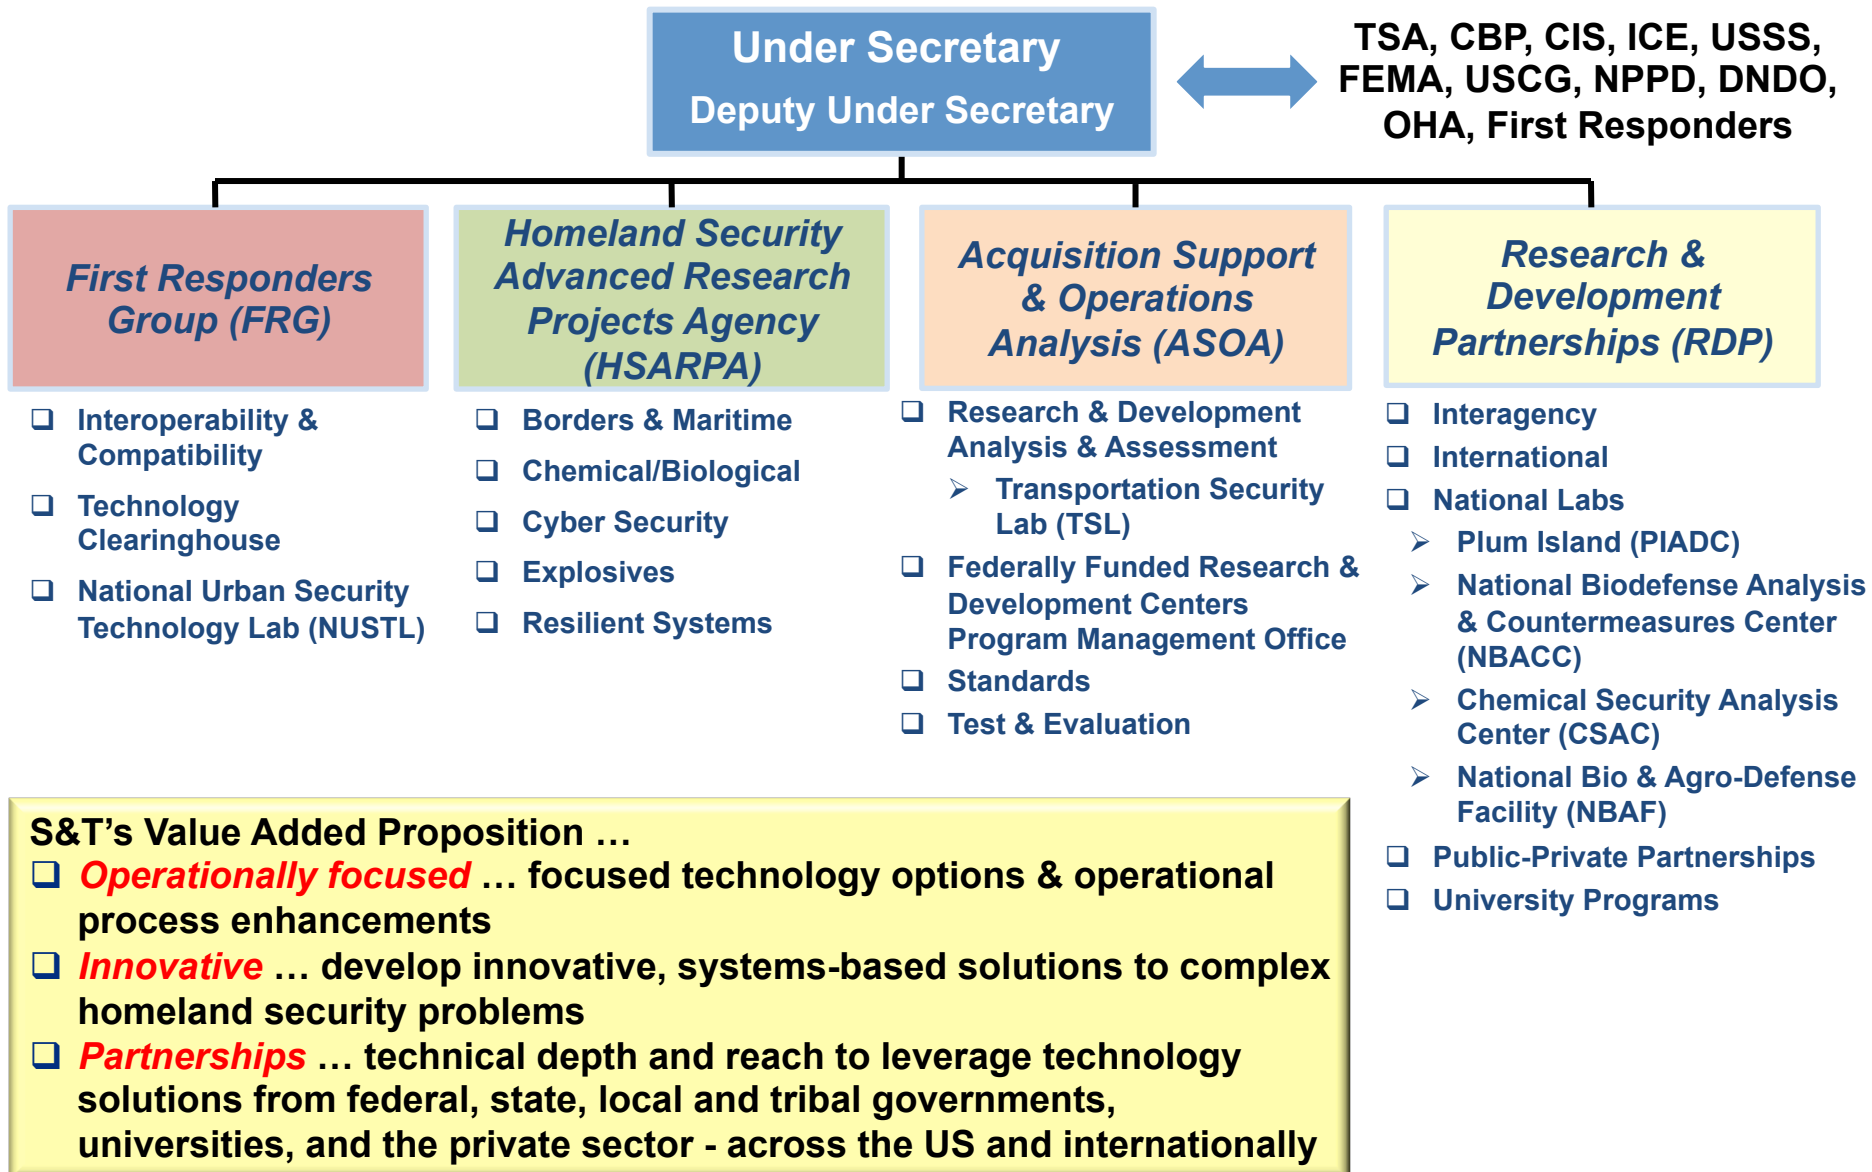 Under Secretary
Deputy Under Secretary
TSA, CBP, CIS, ICE, USSS,
FEMA, USCG, NPPD, DNDO,
OHA, First Responders
First Responders
Group (FRG)
❑ Interoperability &
Compatibility
❑ Technology
Clearinghouse
❑ National Urban Security
Technology Lab (NUSTL)
Homeland Security
Advanced Research
Projects Agency
(HSARPA)
❑ Borders & Maritime
❑ Chemical/Biological
❑ Cyber Security
❑ Explosives
❑ Resilient Systems
Acquisition Support
& Operations
Analysis (ASOA)
❑ Research & Development
Analysis & Assessment
➢ Transportation Security
Lab (TSL)
❑ Federally Funded Research &
Development Centers
Program Management Office
❑ Standards
❑ Test & Evaluation
Research &
Development
Partnerships (RDP)
❑ Interagency
❑ International
❑ National Labs
➢ Plum Island (PIADC)
➢ National Biodefense Analysis
& Countermeasures Center
(NBACC)
➢ Chemical Security Analysis
Center (CSAC)
➢ National Bio & Agro-Defense
Facility (NBAF)
❑ Public-Private Partnerships
❑ University Programs
S&T’s Value Added Proposition …
❑ Operationally focused … focused technology options & operational
process enhancements
❑ Innovative … develop innovative, systems-based solutions to complex
homeland security problems
❑ Partnerships … technical depth and reach to leverage technology
solutions from federal, state, local and tribal governments,
universities, and the private sector - across the US and internationally